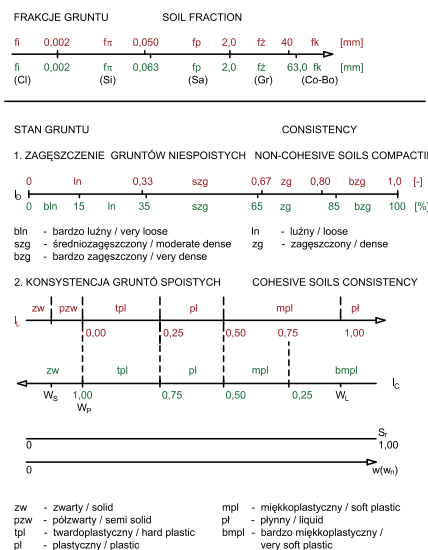 FRAKCJE GRUNTU SOIL FRACTION
fi 0,002 fπ 0,050 fp 2,0 fż 40 fk [mm]
fi 0,002 fπ 0,063 fp 2,0 fż 63,0 fk [mm]
(Cl) (Si) (Sa) (Gr) (Co-Bo)
STAN GRUNTU CONSISTENCY
1. ZAGĘSZCZENIE GRUNTÓW NIESPOISTYCH NON-COHESIVE SOILS COMPACTI
0 ln 0,33 szg 0,67 zg 0,80 bzg 1,0 [-]
ID
0 bln 15 ln 35 szg 65 zg 85 bzg 100 [%]
bln - bardzo luźny / very loose ln - luźny / loose
szg - średniozagęszczony / moderate dense zg - zagęszczony / dense
bzg - bardzo zagęszczony / very dense
2. KONSYSTENCJA GRUNTÓ SPOISTYCH COHESIVE SOILS CONSISTENCY
zw pzw tpl pl mpl pł
IL
0,00 0,25 0,50 0,75 1,00
zw tpl pl mpl bmpl
IC
WS 1,00 0,75 0,50 0,25 WL
WP
Sr
0 1,00
0 w(wn)
zw - zwarty / solid mpl - miękkoplastyczny / soft plastic
pzw - półzwarty / semi solid pł - płynny / liquid
tpl - twardoplastyczny / hard plastic bmpl - bardzo miękkoplastyczny /
pl - plastyczny / plastic very soft plastic